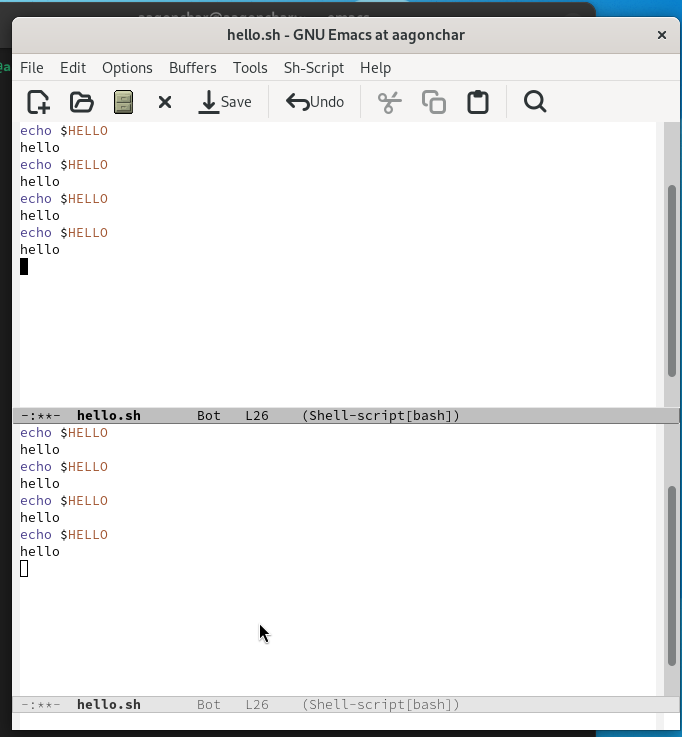 hello.sh - GNU Emacs at aagonchar
File Edit Options Buffers Tools Sh-Script Help
Save Undo
echo $HELLO
hello
echo $HELLO
hello
echo $HELLO
hello
echo $HELLO
hello
-:**- hello.sh Bot L26 (Shell-script[bash])
echo $HELLO
hello
echo $HELLO
hello
echo $HELLO
hello
echo $HELLO
hello
-:**- hello.sh Bot L26 (Shell-script[bash])